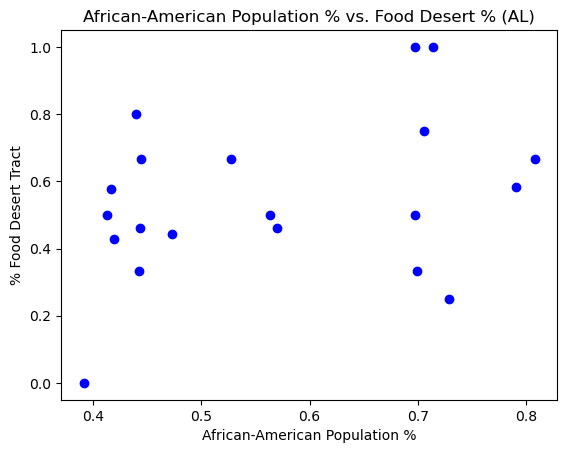 African-American Population % vs. Food Desert % (AL)
1.0
0.8
0.6
0.4
0.2
0.0
% Food Desert Tract
0.4 0.5 0.6 0.7 0.8
African-American Population %